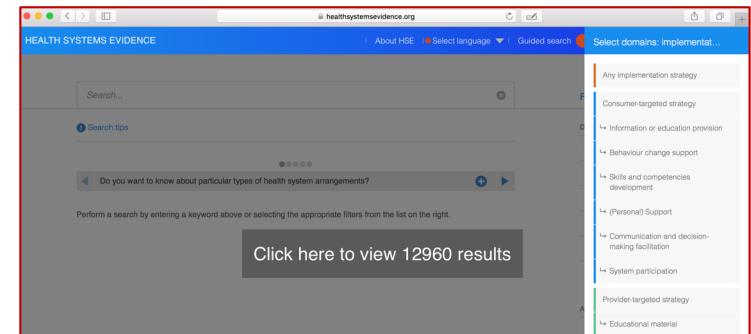 healthsystemsevidence.org
HEALTH SYSTEMS EVIDENCE
About HSE
Select language
Guided search
Select domains: implementat...
Search...
Search tips
Do you want to know about particular types of health system arrangements?
Perform a search by entering a keyword above or selecting the appropriate filters from the list on the right.
Click here to view 12960 results
F
D
A
Any implementation strategy
Consumer-targeted strategy
↳ Information or education provision
↳ Behaviour change support
↳ Skills and competencies
development
↳ (Personal) Support
↳ Communication and decision-
making facilitation
↳ System participation
Provider-targeted strategy
↳ Educational material